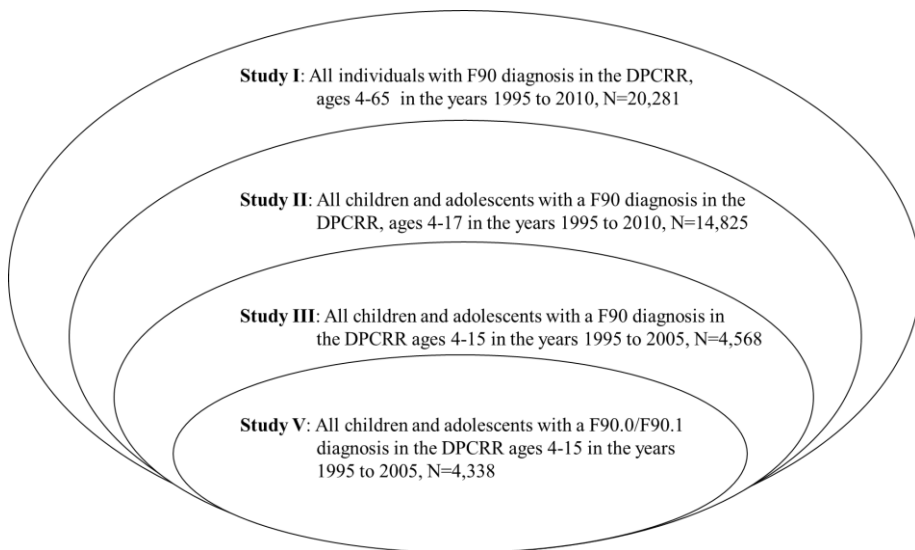 Study I: All individuals with F90 diagnosis in the DPCRR,
ages 4-65 in the years 1995 to 2010, N=20,281
Study II: All children and adolescents with a F90 diagnosis in the
DPCRR, ages 4-17 in the years 1995 to 2010, N=14,825
Study III: All children and adolescents with a F90 diagnosis in
the DPCRR ages 4-15 in the years 1995 to 2005, N=4,568
Study V: All children and adolescents with a F90.0/F90.1
diagnosis in the DPCRR ages 4-15 in the years
1995 to 2005, N=4,338